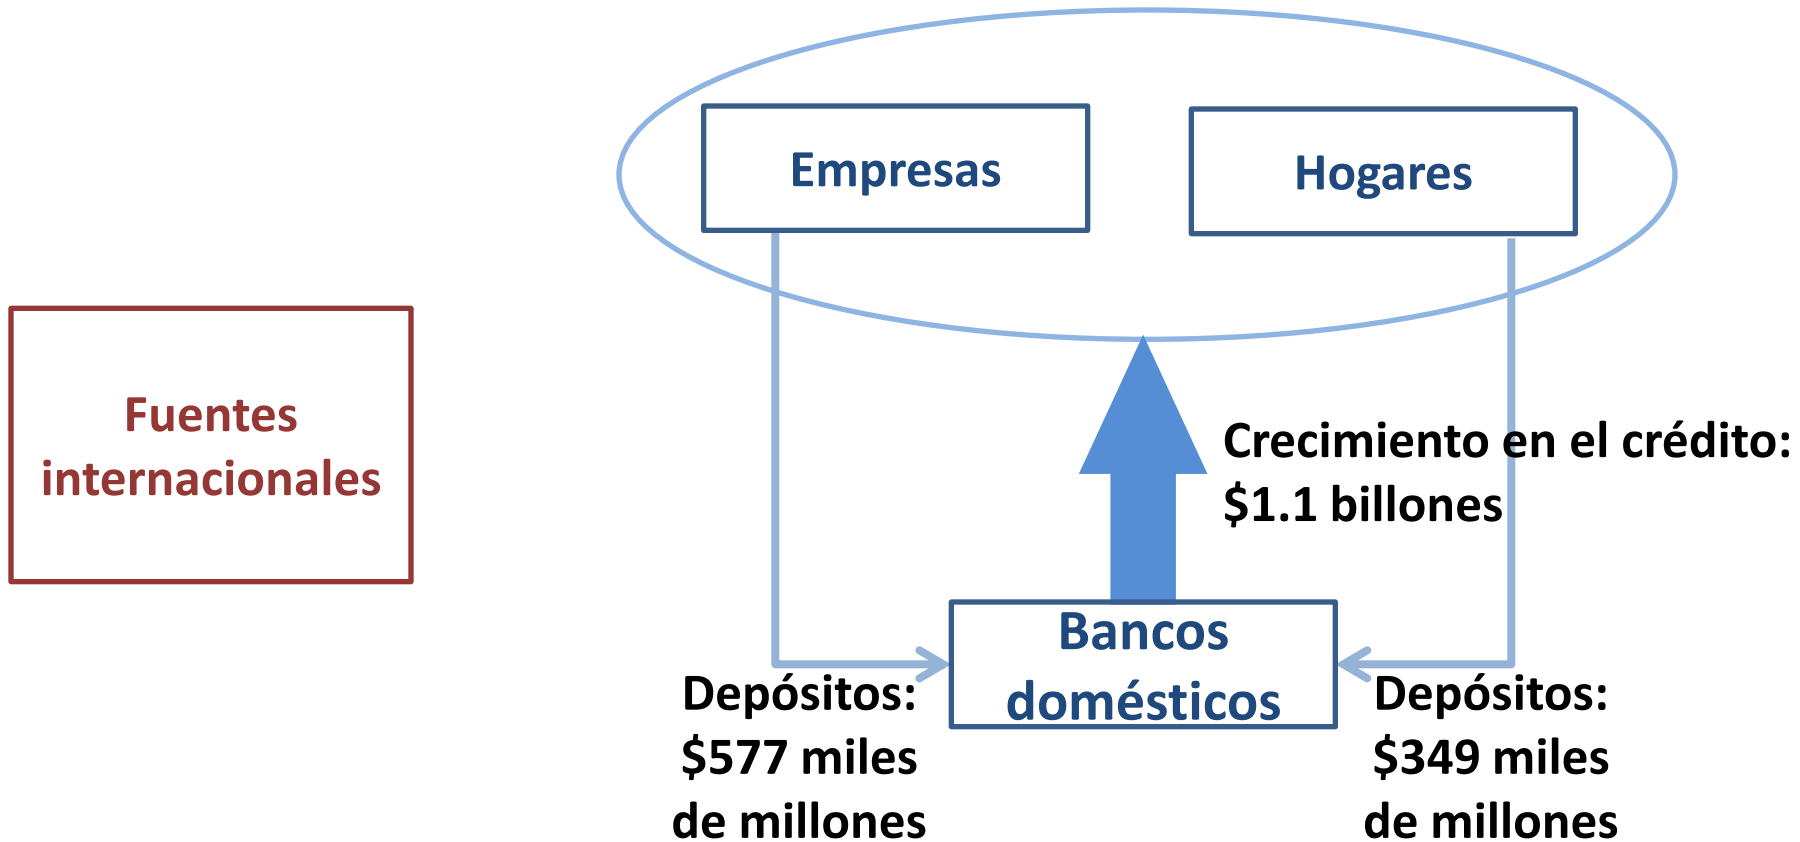 Empresas
Hogares
Fuentes
internacionales
Crecimiento en el crédito:
$1.1 billones
Bancos
domésticos
Depósitos:
$577 miles
de millones
Depósitos:
$349 miles
de millones